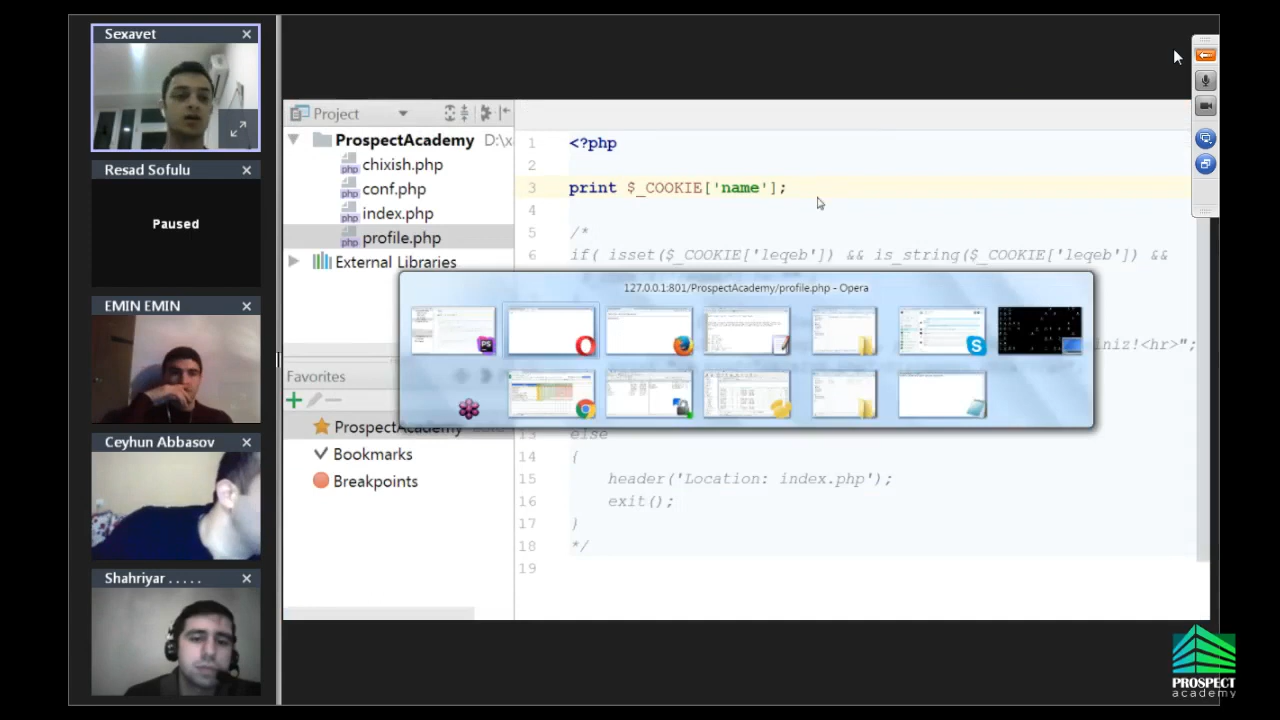 Sexavet
Resad Sofulu
Paused
EMIN EMIN
Ceyhun Abbasov
Shahriyar . . . . .
Project
ProspectAcademy D:\x
chixish.php
conf.php
index.php
profile.php
External Libraries
Favorites
ProspectAcademy
Bookmarks
Breakpoints
1 <?php
2
3 print $_COOKIE['name'];
4
5 /*
6 if( isset($_COOKIE['leqeb']) && is_string($_COOKIE['leqeb']) &&
127.0.0.1:801/ProspectAcademy/profile.php - Opera
iniz!<hr>";
else
14 {
15 header('Location: index.php');
16 exit();
17 }
18 */
19
PROSPECT
academy